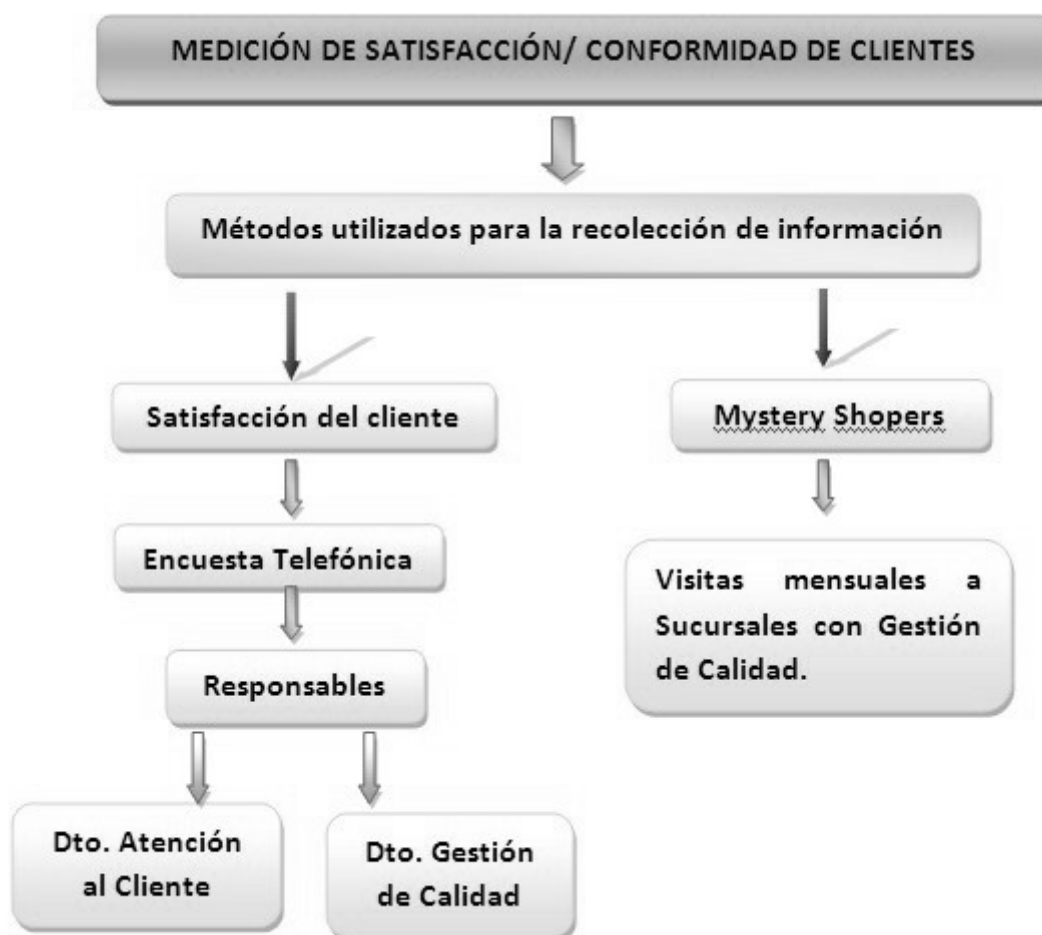 MEDICIÓN DE SATISFACCIÓN/ CONFORMIDAD DE CLIENTES
Métodos utilizados para la recolección de información
Satisfacción del cliente
Mystery Shopers
Encuesta Telefónica
Visitas mensuales a
Sucursales con Gestión
de Calidad.
Responsables
Dto. Atención
al Cliente
Dto. Gestión
de Calidad